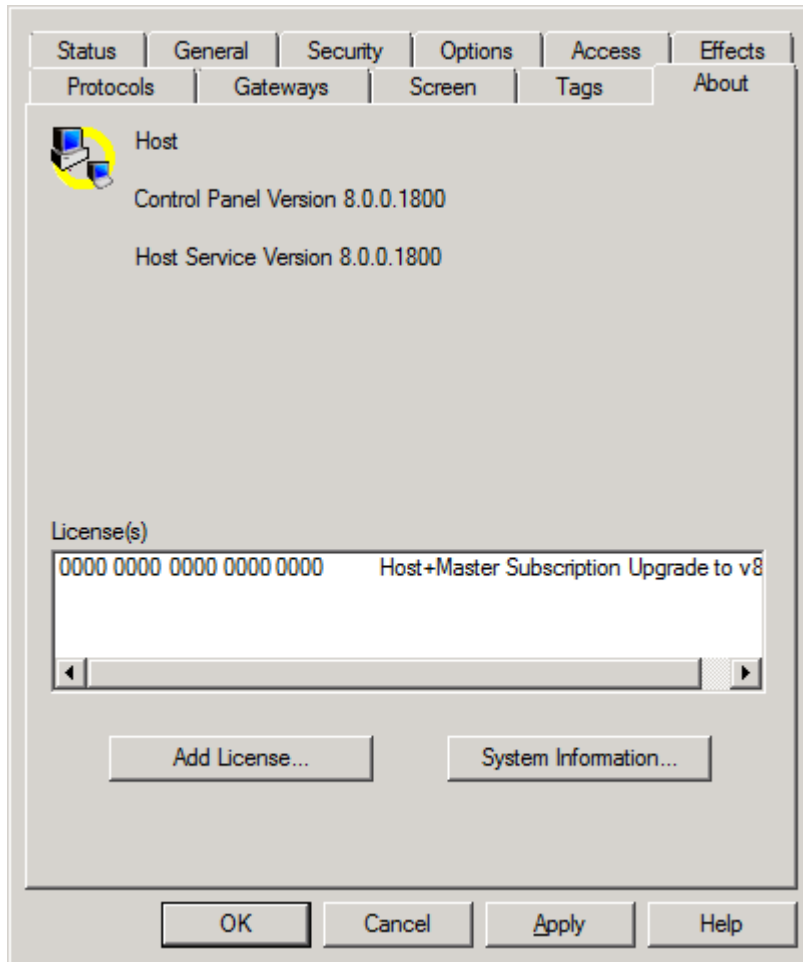 Status General Security Options Access Effects
Protocols Gateways Screen Tags About
Host
Control Panel Version 8.0.0.1800
Host Service Version 8.0.0.1800
License(s)
0000 0000 0000 0000 0000 Host+Master Subscription Upgrade to v8
Add License... System Information...
OK Cancel Apply Help